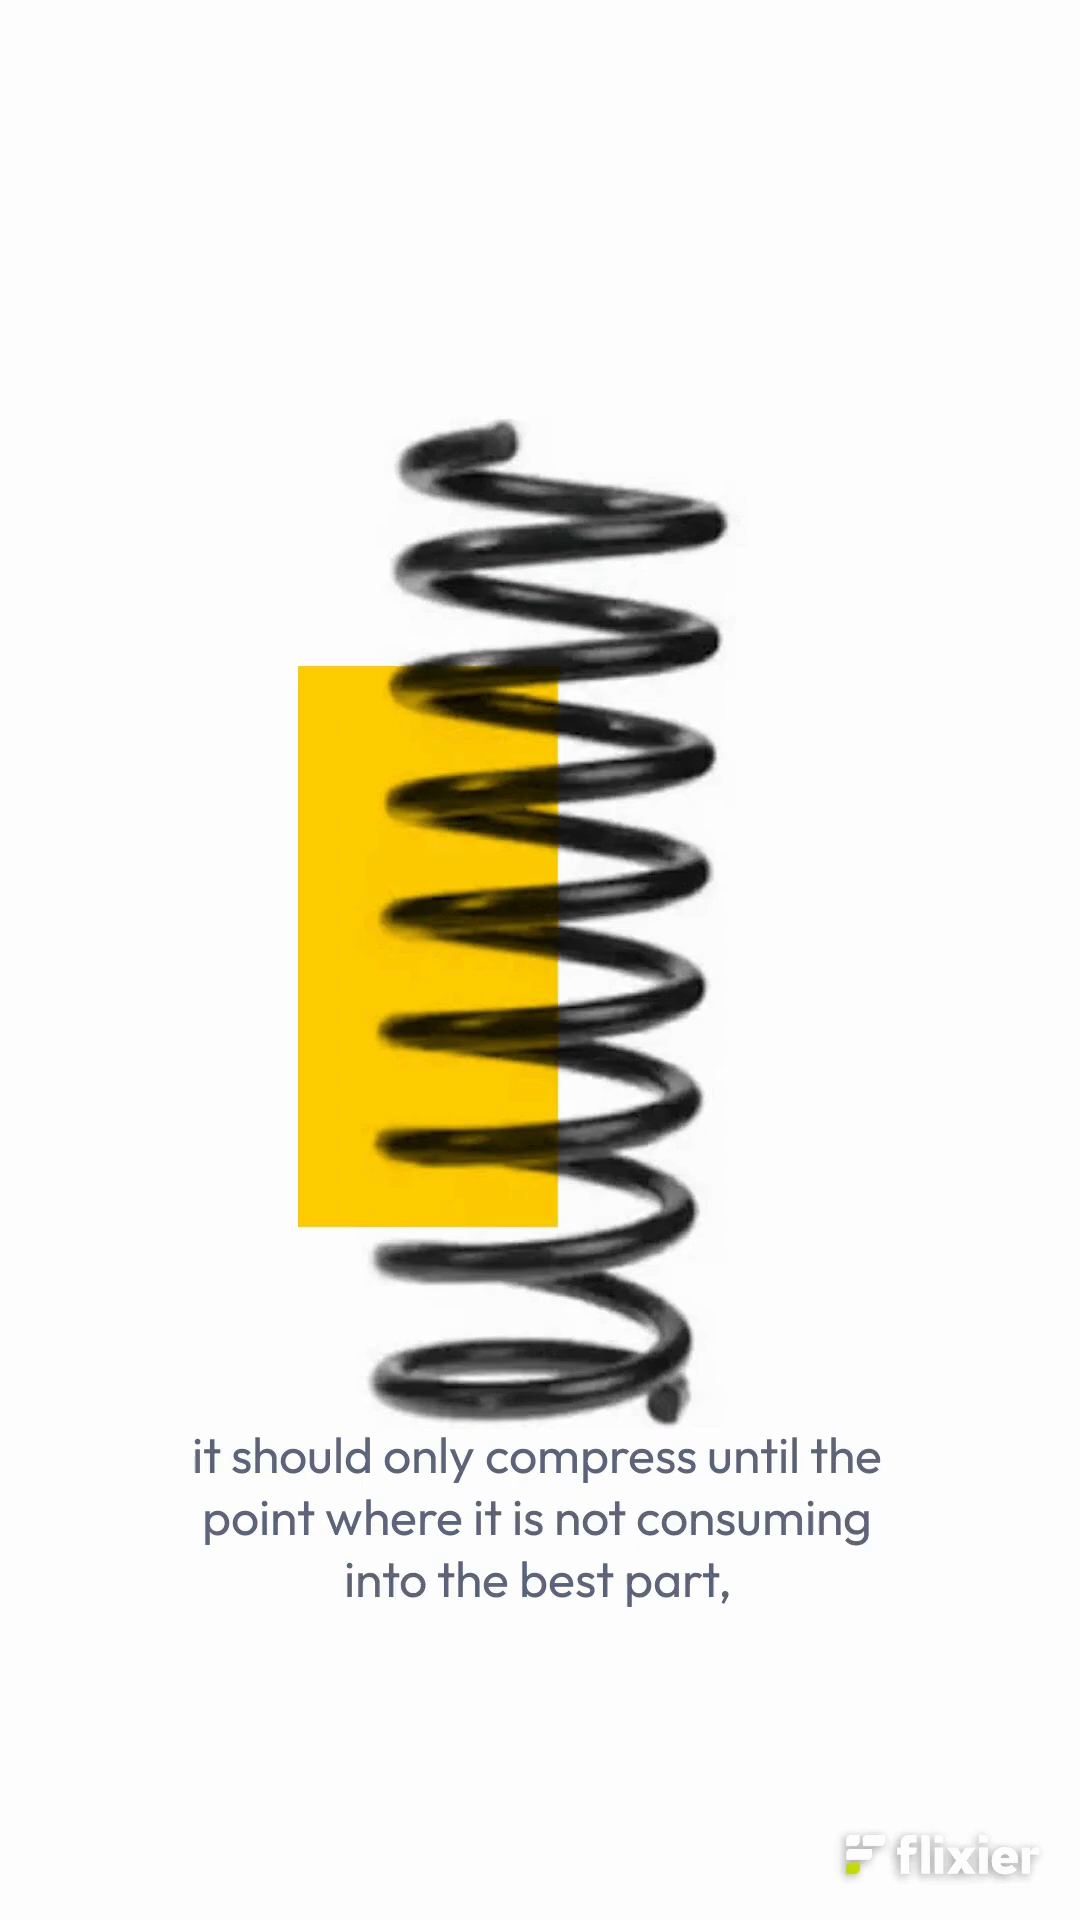 it should only compress until the
point where it is not consuming
into the best part,
flixier